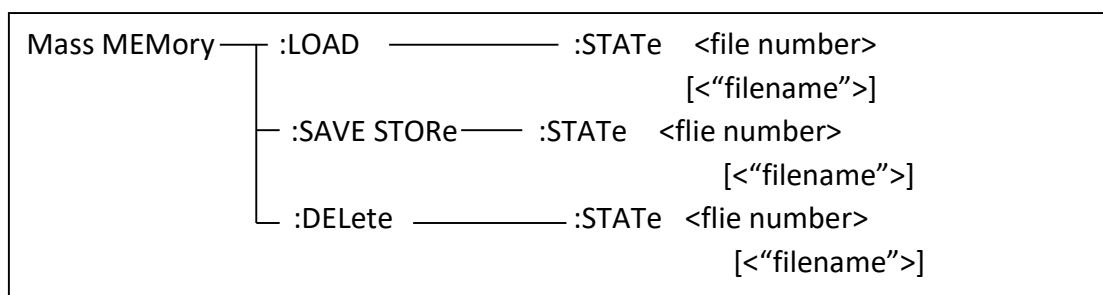 Mass MEMory :LOAD :STATe <file number>
[<“filename”>]
:SAVE STORe :STATe <flie number>
[<“filename”>]
:DELete :STATe <flie number>
[<“filename”>]